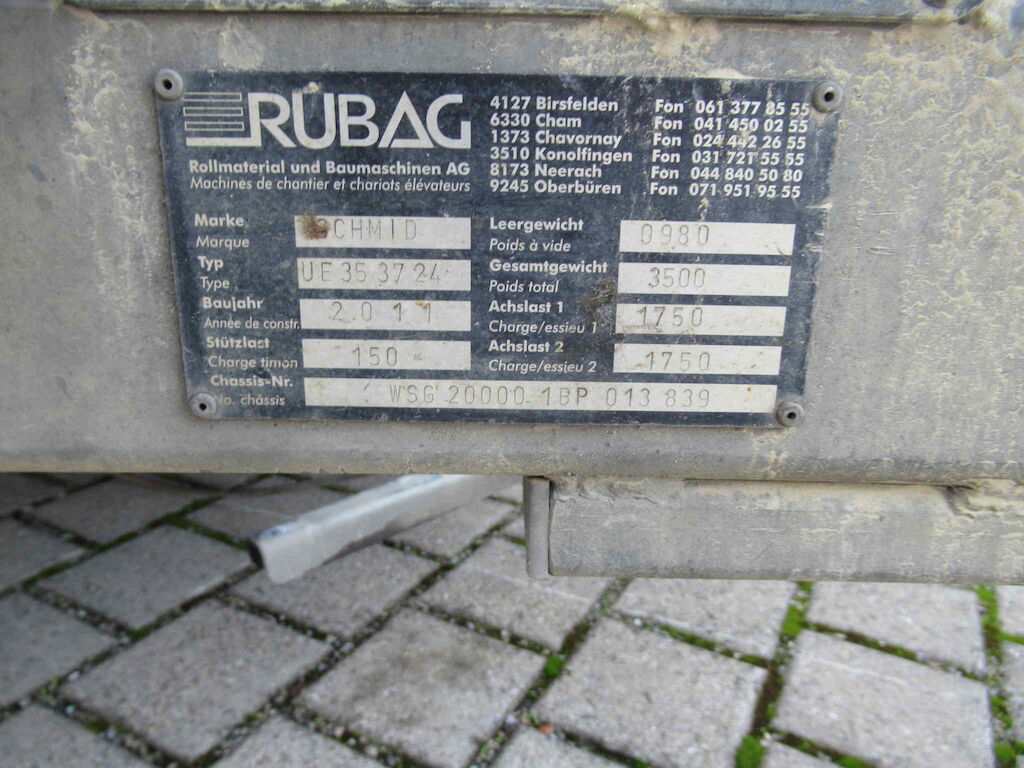 RUBAG
Rollmaterial und Baumaschinen AG
Machines de chantier et chariots élévateurs
4127 Birsfelden Fon 061 377 85 55
6330 Cham Fon 041 450 02 55
1373 Chavornay Fon 024 442 26 55
3510 Konolfingen Fon 031 721 55 55
8173 Neerach Fon 044 840 50 80
9245 Oberbüren Fon 071 951 95 55
Marke
Marque SCHMID
Typ
Type UE 35 37 24
Baujahr
Année de constr. 2011
Stützlast
Charge timon 150
Chassis-Nr.
No. châssis WSG 20000 1BP 013 839
Leergewicht
Poids à vide 0980
Gesamtgewicht
Poids total 3500
Achslast 1
Charge/essieu 1 1750
Achslast 2
Charge/essieu 2 1750